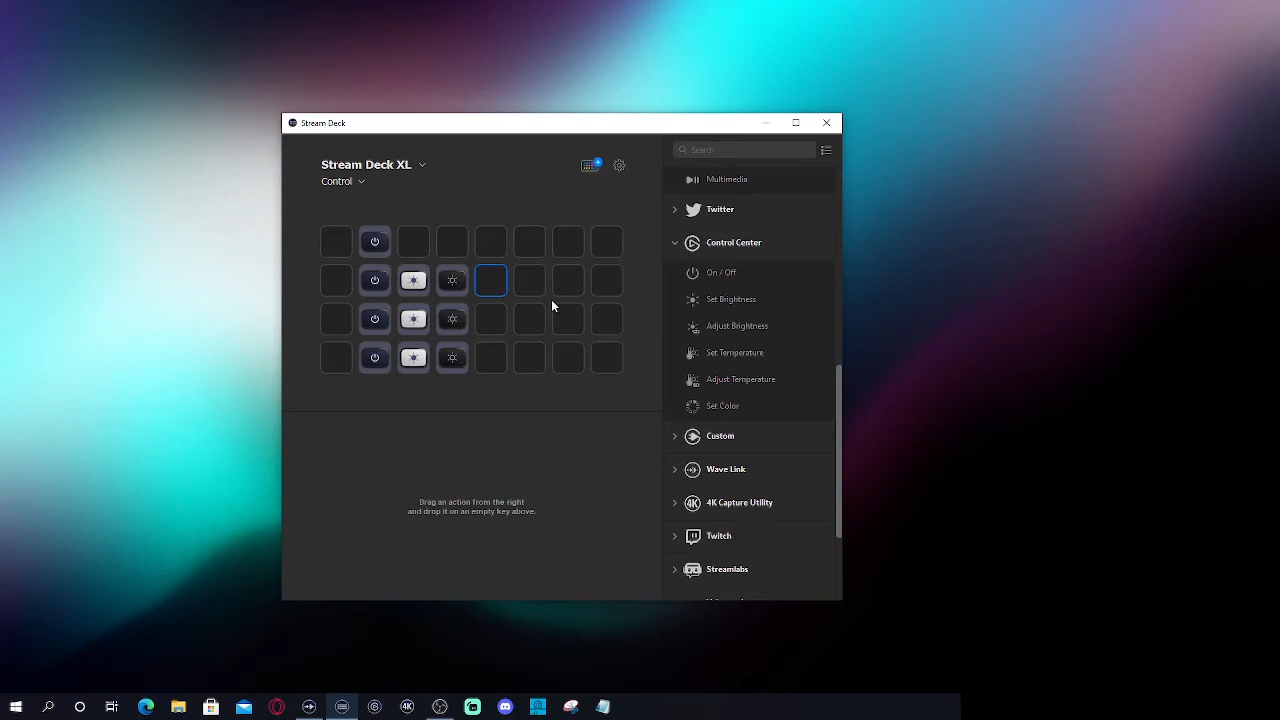 Stream Deck
Stream Deck XL
Control
Search
Multimedia
Twitter
Control Center
On / Off
Set Brightness
Adjust Brightness
Set Temperature
Adjust Temperature
Set Color
Custom
Wave Link
4K
4K Capture Utility
Twitch
Streamlabs
Drag an action from the right
and drop it on an empty key above.
4K